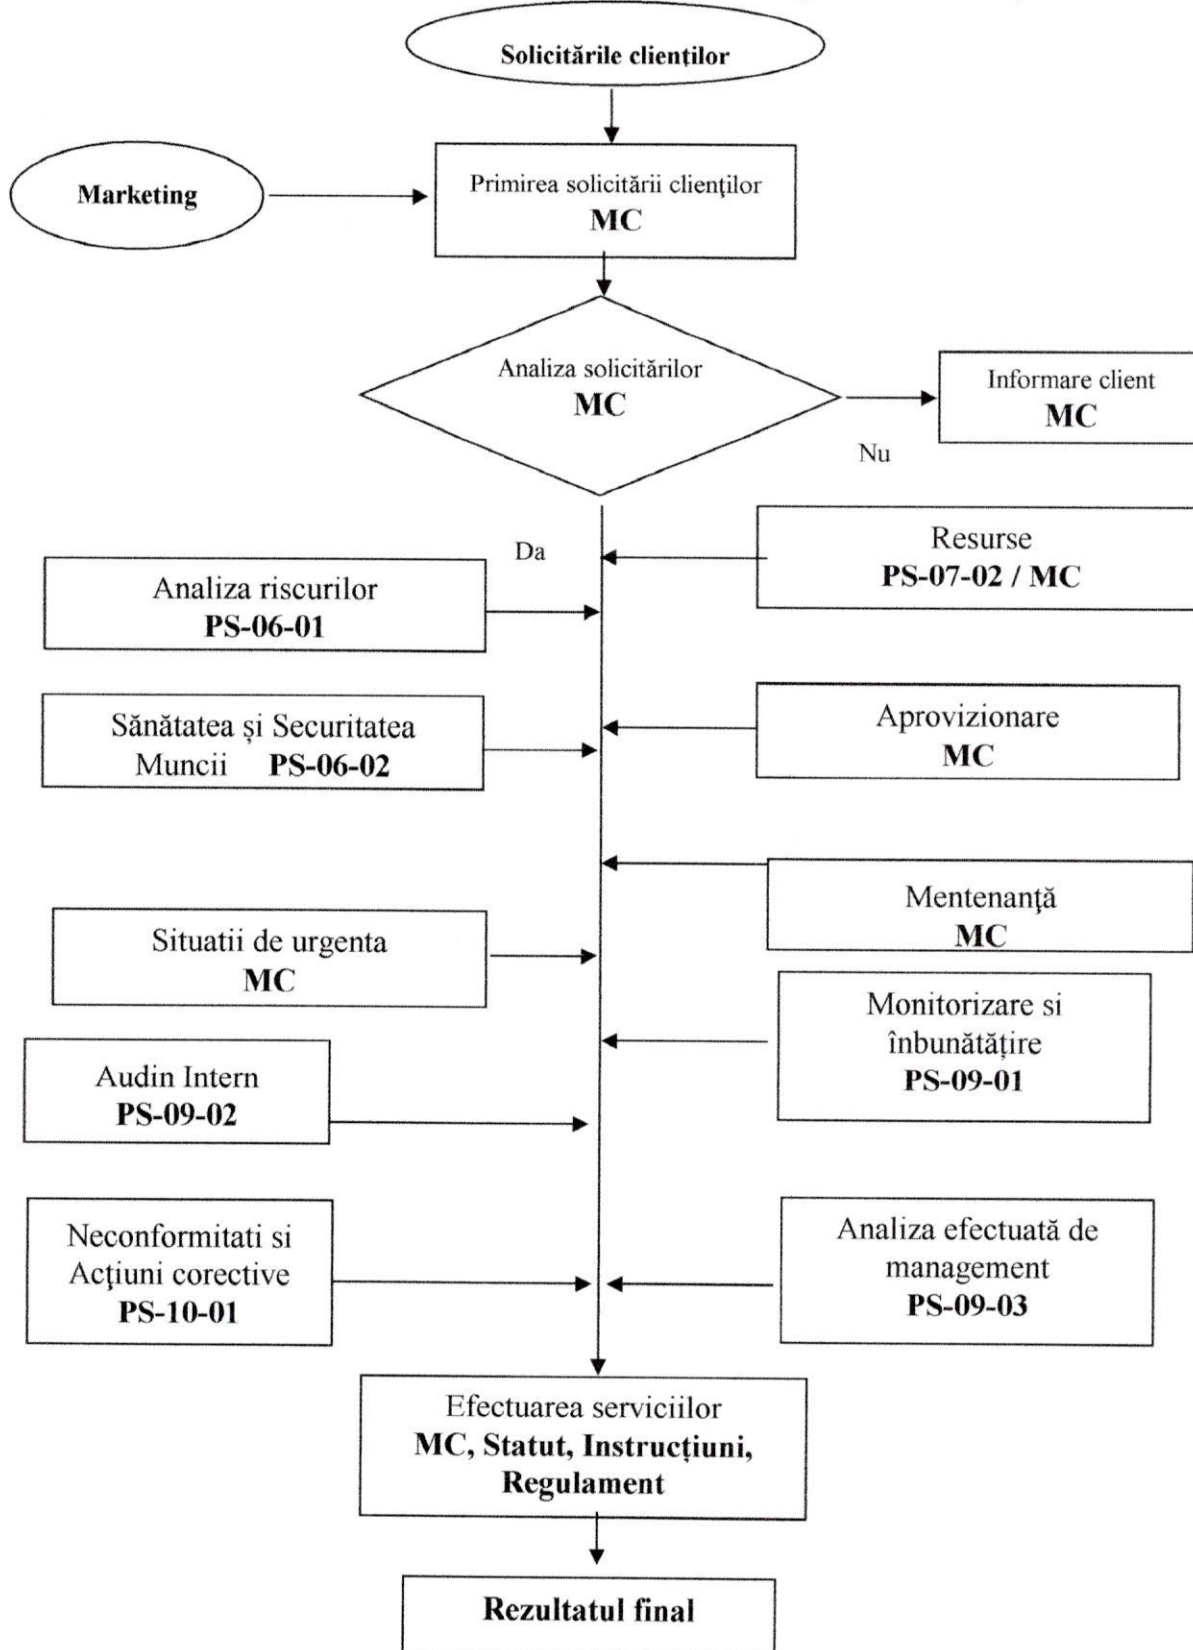 Solicitările clienților
Marketing
Primirea solicitării clienţilor
MC
Analiza solicitărilor
MC
Informare client
MC
Nu
Da
Resurse
PS-07-02 / MC
Analiza riscurilor
PS-06-01
Sănătatea și Securitatea
Muncii PS-06-02
Aprovizionare
MC
Mentenanţă
MC
Situatii de urgenta
MC
Monitorizare si
înbunătățire
PS-09-01
Audin Intern
PS-09-02
Neconformitati si
Acţiuni corective
PS-10-01
Analiza efectuată de
management
PS-09-03
Efectuarea serviciilor
MC, Statut, Instrucțiuni,
Regulament
Rezultatul final